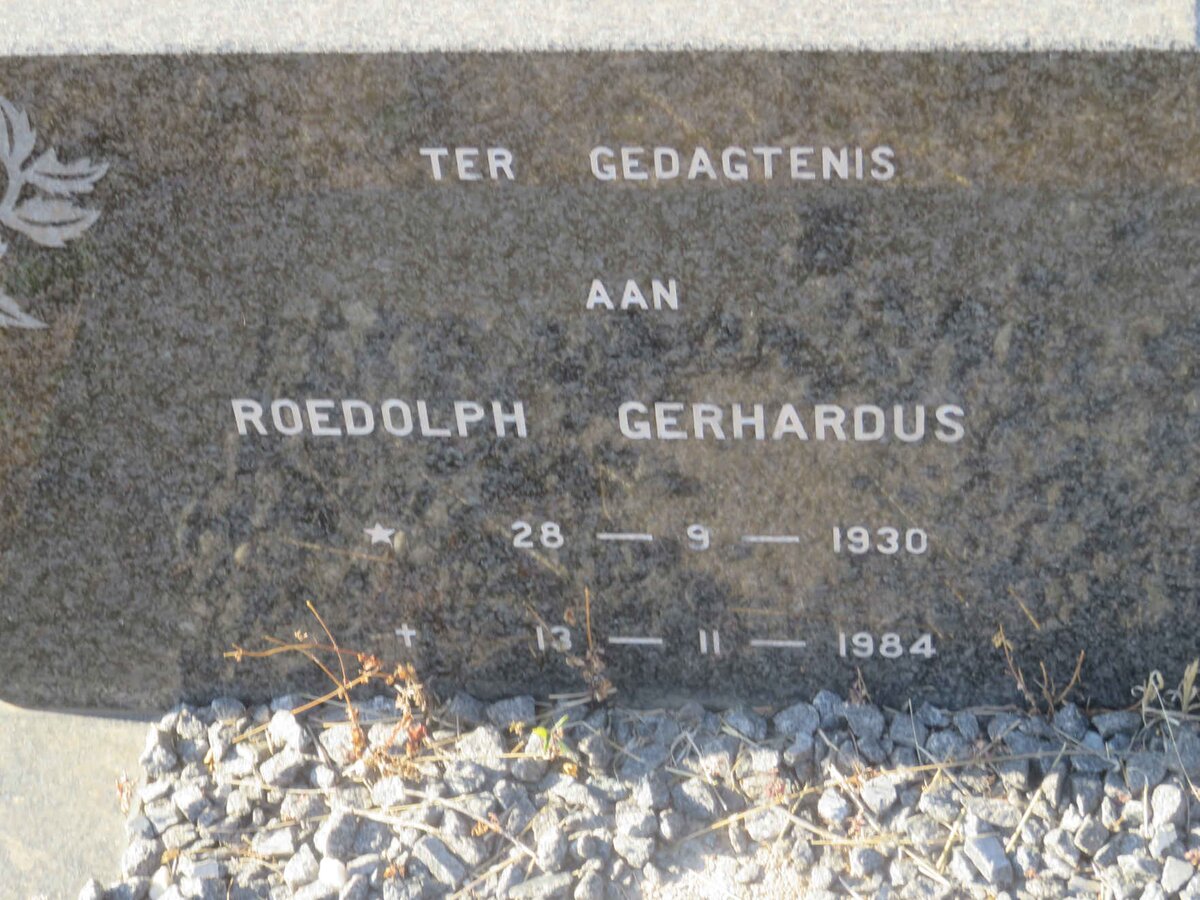 TER GEDAGTENIS
AAN
ROEDOLPH GERHARDUS
★ 28 — 9 — 1930
✝ 13 — 11 — 1984